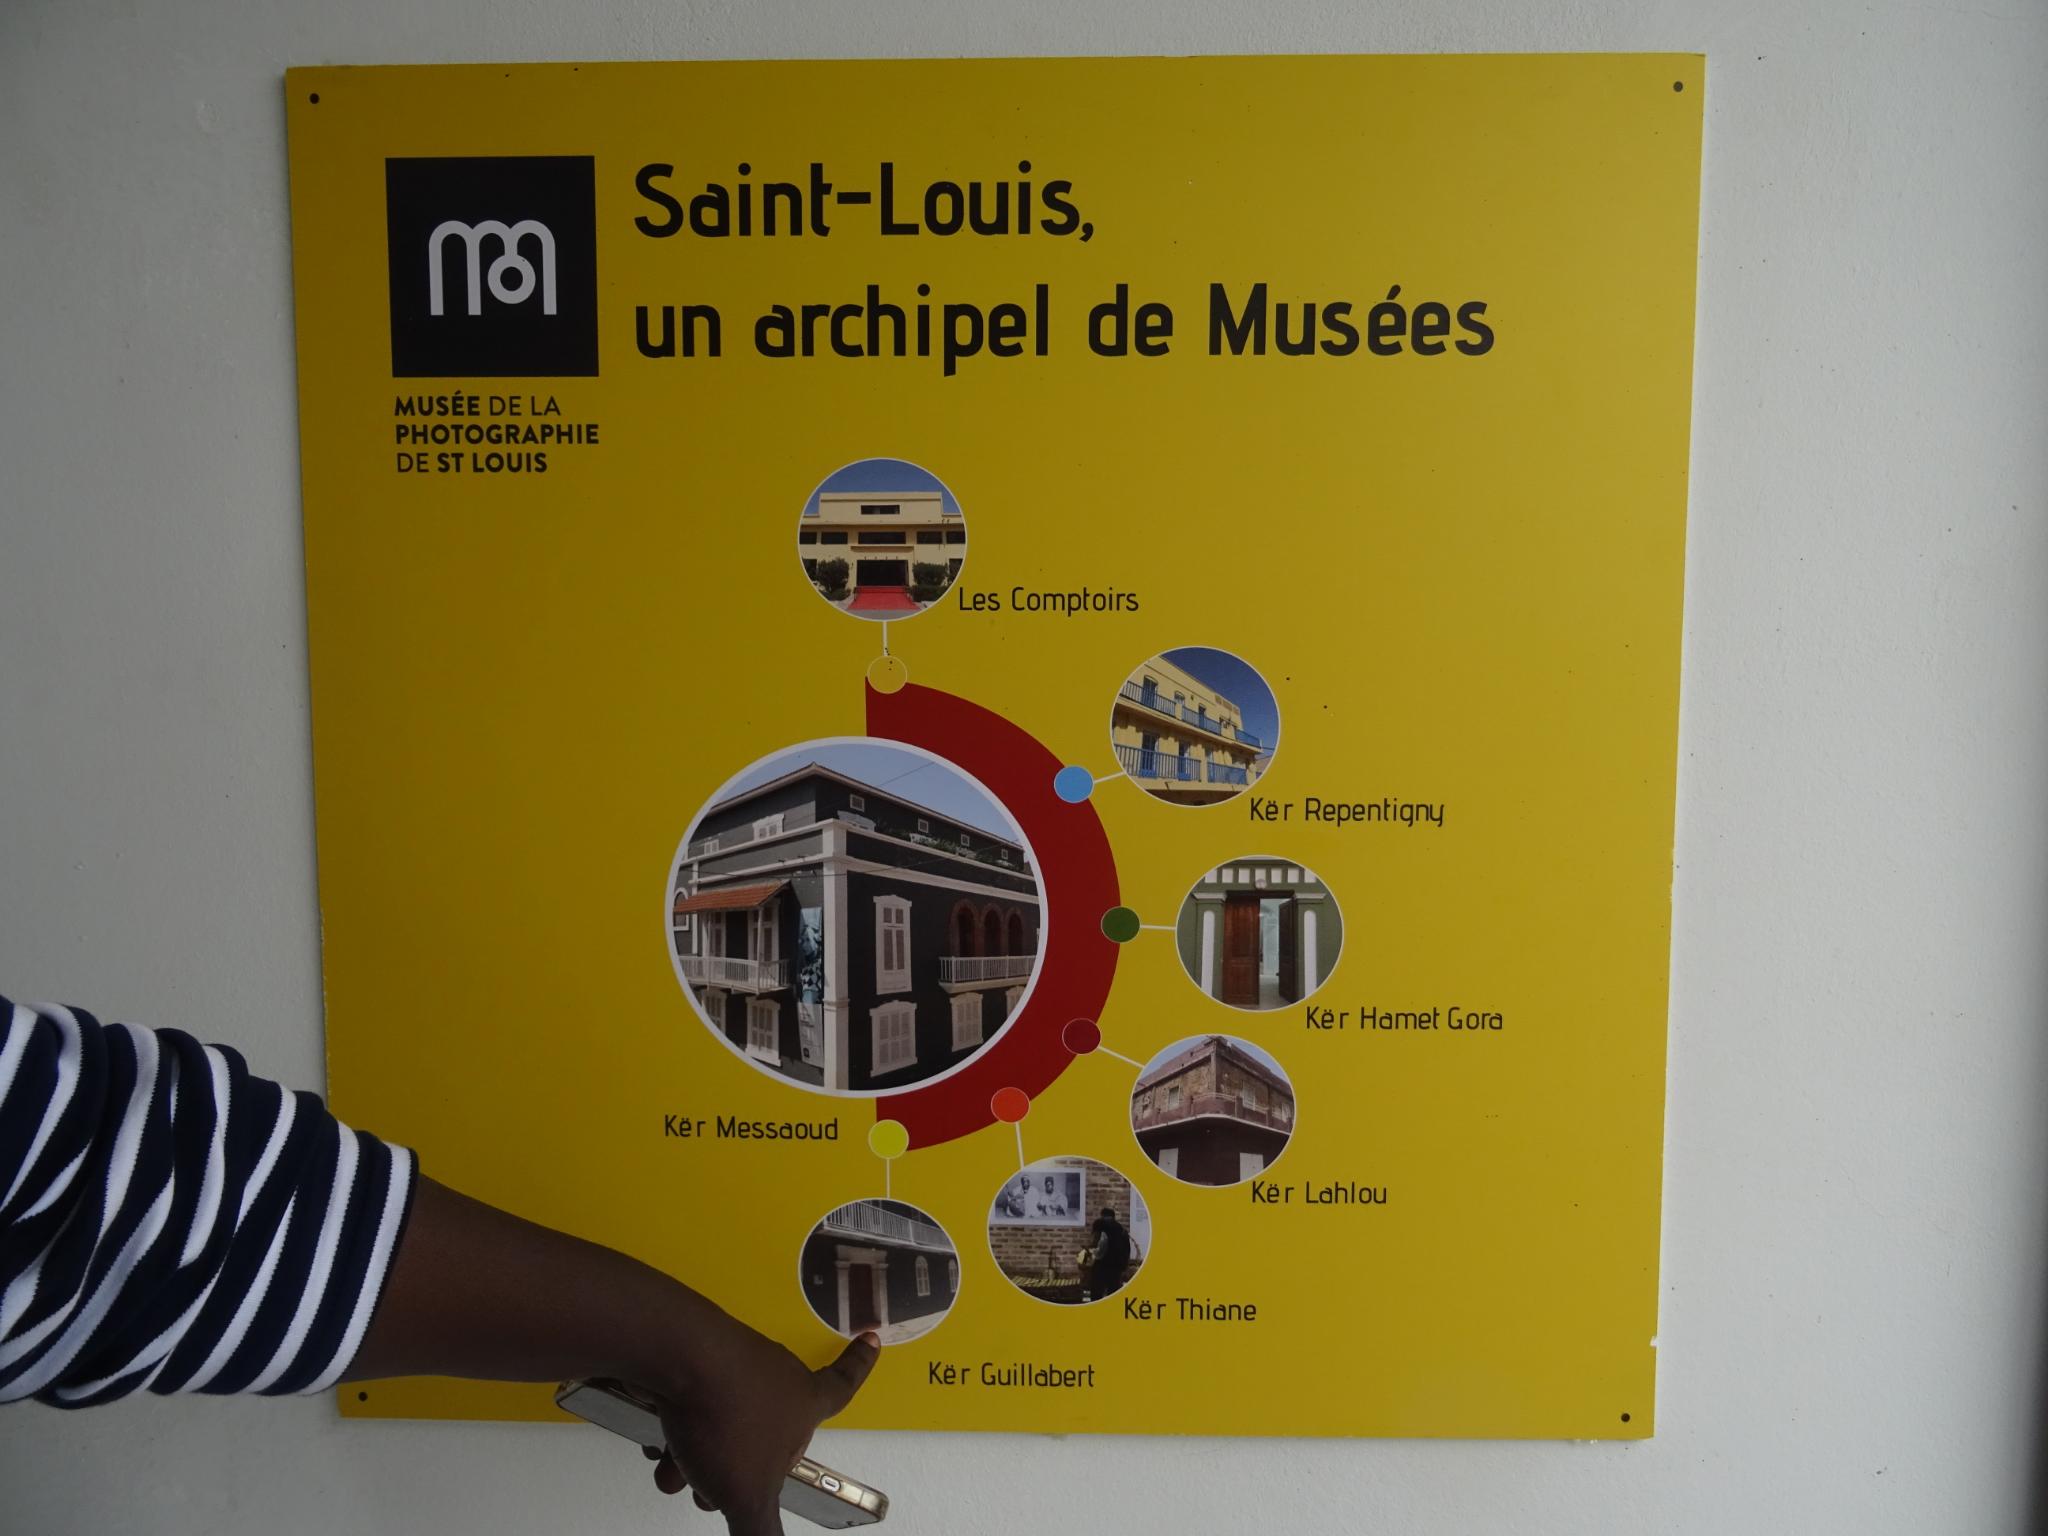 Saint-Louis,
un archipel de Musées
MUSÉE DE LA
PHOTOGRAPHIE
DE ST LOUIS
Les Comptoirs
Kër Repentigny
Kër Hamet Gora
Kër Lahlou
Kër Messaoud
Kër Thiane
Kër Guillabert